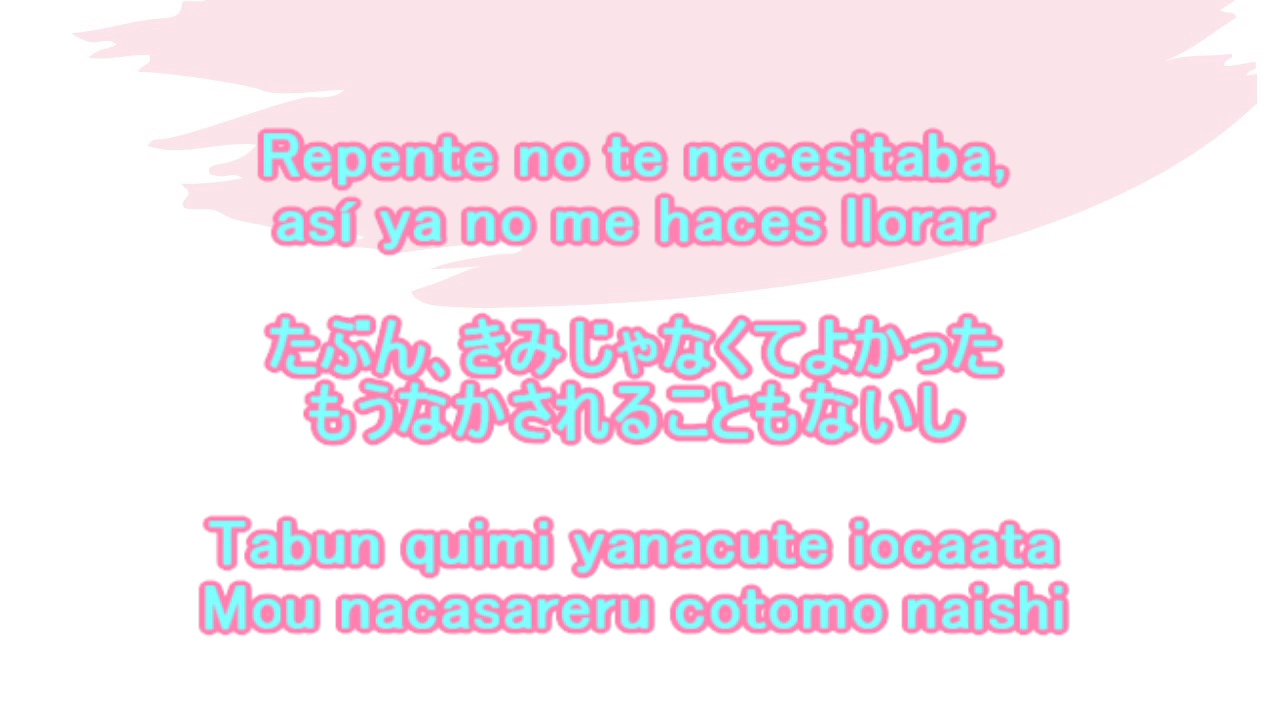 Repente no te necesitaba,
así ya no me haces llorar
たぶん、きみじゃなくてよかった
もうなかされることもないし
Tabun quimi yanacute iocaata
Mou nacasareru cotomo naishi